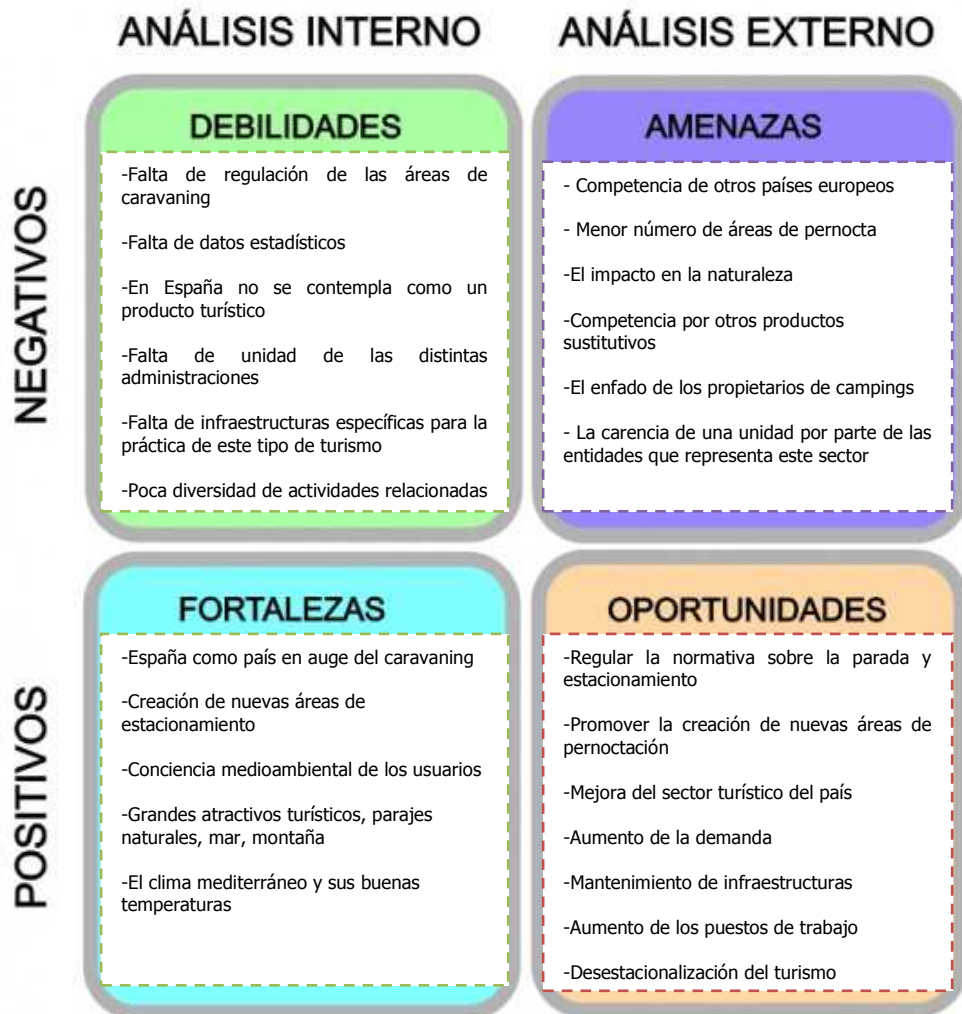 ANÁLISIS INTERNO
ANÁLISIS EXTERNO
NEGATIVOS
DEBILIDADES
-Falta de regulación de las áreas de
caravaning
-Falta de datos estadísticos
-En España no se contempla como un
producto turístico
-Falta de unidad de las distintas
administraciones
-Falta de infraestructuras específicas para la
práctica de este tipo de turismo
-Poca diversidad de actividades relacionadas
AMENAZAS
- Competencia de otros países europeos
- Menor número de áreas de pernocta
-El impacto en la naturaleza
-Competencia por otros productos
sustitutivos
-El enfado de los propietarios de campings
- La carencia de una unidad por parte de las
entidades que representa este sector
POSITIVOS
FORTALEZAS
-España como país en auge del caravaning
-Creación de nuevas áreas de
estacionamiento
-Conciencia medioambiental de los usuarios
-Grandes atractivos turísticos, parajes
naturales, mar, montaña
-El clima mediterráneo y sus buenas
temperaturas
OPORTUNIDADES
-Regular la normativa sobre la parada y
estacionamiento
-Promover la creación de nuevas áreas de
pernoctación
-Mejora del sector turístico del país
-Aumento de la demanda
-Mantenimiento de infraestructuras
-Aumento de los puestos de trabajo
-Desestacionalización del turismo